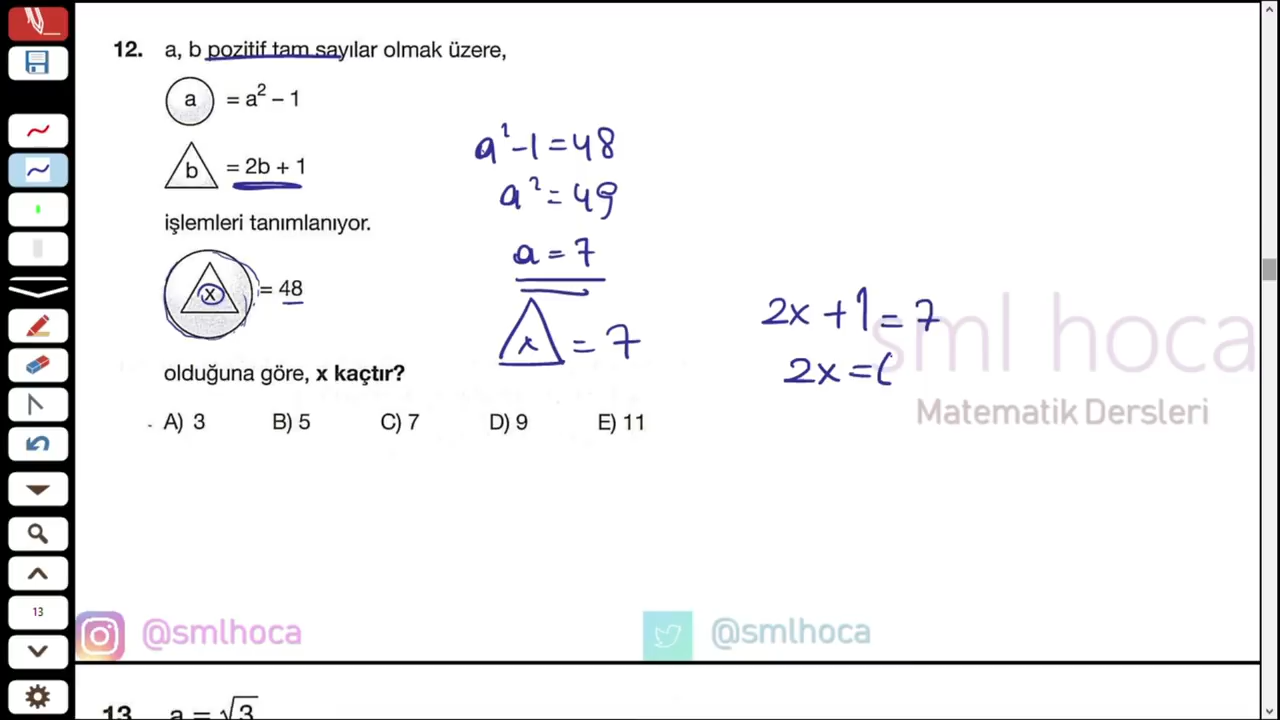 12. a, b pozitif tam sayılar olmak üzere,
a = a² – 1
b = 2b + 1
işlemleri tanımlanıyor.
x = 48
olduğuna göre, x kaçtır?
A) 3 B) 5 C) 7 D) 9 E) 11
a² - 1 = 48
a² = 49
a = 7
x = 7
2x + 1 = 7
2x = (
sml hoca
Matematik Dersleri
@smlhoca @smlhoca
13
13. a = √3